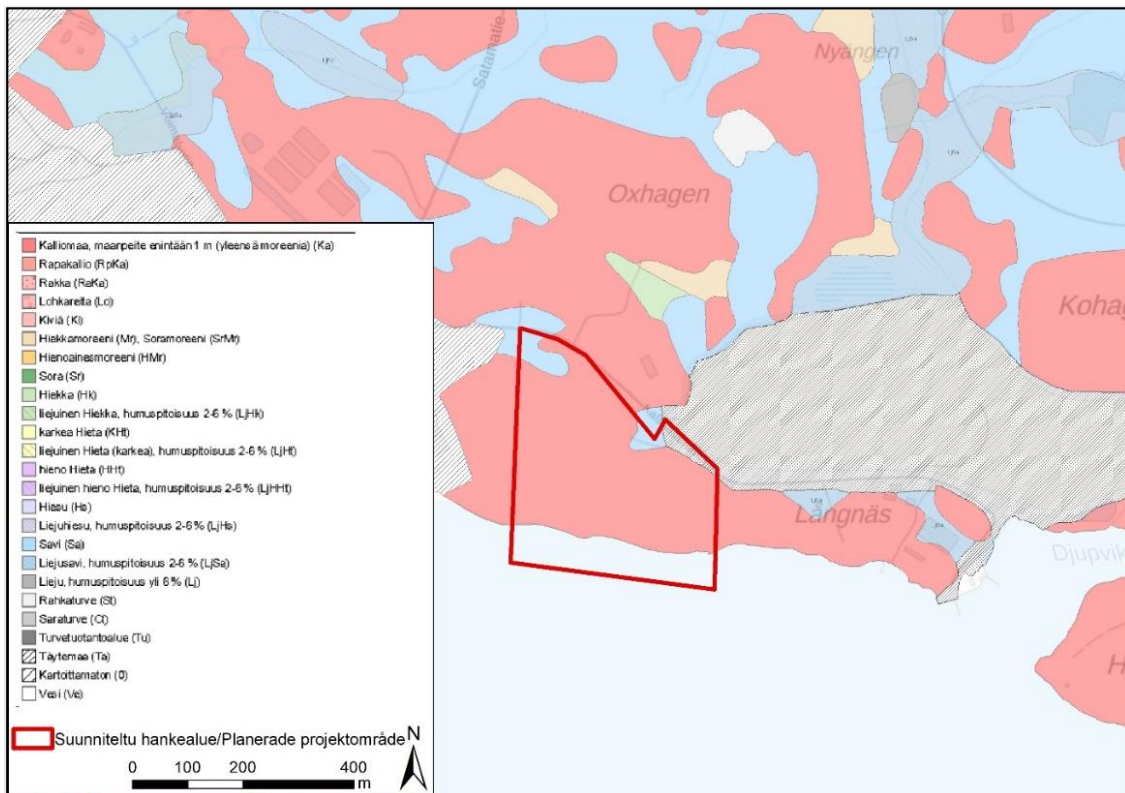 Nyängen
LjSa
LjSa
LjSa
Satamatie
Oxhagen
Kohag
Långnäs
LjSa
LjSa
Djupvik
H
Kalliomaa, maanpeite enintään 1 m (yleensä moreenia) (Ka)
Rapakallio (RpKa)
Rakka (RaKa)
Lohkareita (Lo)
Kiviä (Ki)
Hiekkamoreeni (Mr), Soramoreeni (SrMr)
Hienoainesmoreeni (HMr)
Sora (Sr)
Hiekka (Hk)
liejuinen Hiekka, humuspitoisuus 2-6 % (LjHk)
karkea Hieta (KHt)
liejuinen Hieta (karkea), humuspitoisuus 2-6 % (LjHt)
hieno Hieta (HHt)
liejuinen hieno Hieta, humuspitoisuus 2-6 % (LjHHt)
Hiesu (Hs)
Liejuhiesu, humuspitoisuus 2-6 % (LjHs)
Savi (Sa)
Liejusavi, humuspitoisuus 2-6 % (LjSa)
Lieju, humuspitoisuus yli 6 % (Lj)
Rahkaturve (St)
Saraturve (Ct)
Turvetuotantoalue (Tu)
Täytemaa (Ta)
Kartoittamaton (0)
Vesi (Ve)
Suunniteltu hankealue/Planerade projektområde
N
0 100 200 400
m